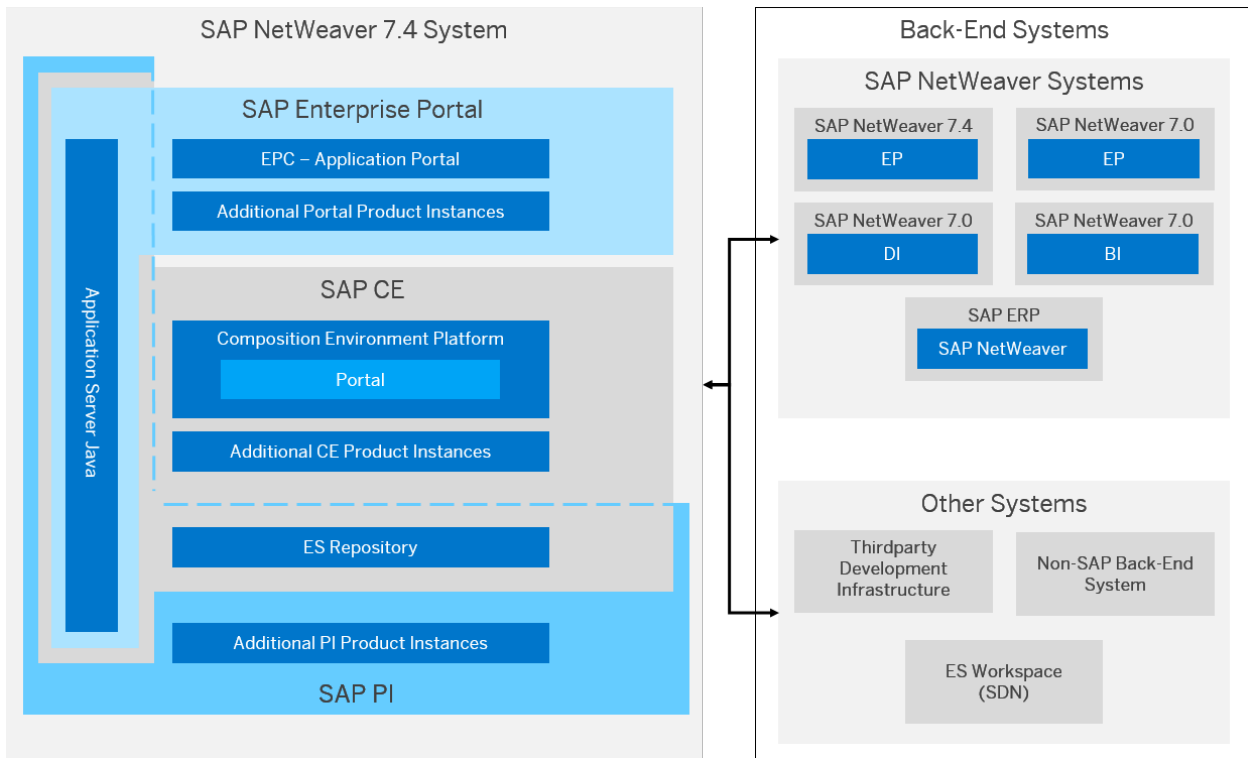 SAP NetWeaver 7.4 System
SAP Enterprise Portal
EPC – Application Portal
Additional Portal Product Instances
Application Server Java
SAP CE
Composition Environment Platform
Portal
Additional CE Product Instances
ES Repository
Additional PI Product Instances
SAP PI
Back-End Systems
SAP NetWeaver Systems
SAP NetWeaver 7.4
EP
SAP NetWeaver 7.0
EP
SAP NetWeaver 7.0
DI
SAP NetWeaver 7.0
BI
SAP ERP
SAP NetWeaver
Other Systems
Thirdparty
Development
Infrastructure
Non-SAP Back-End
System
ES Workspace
(SDN)